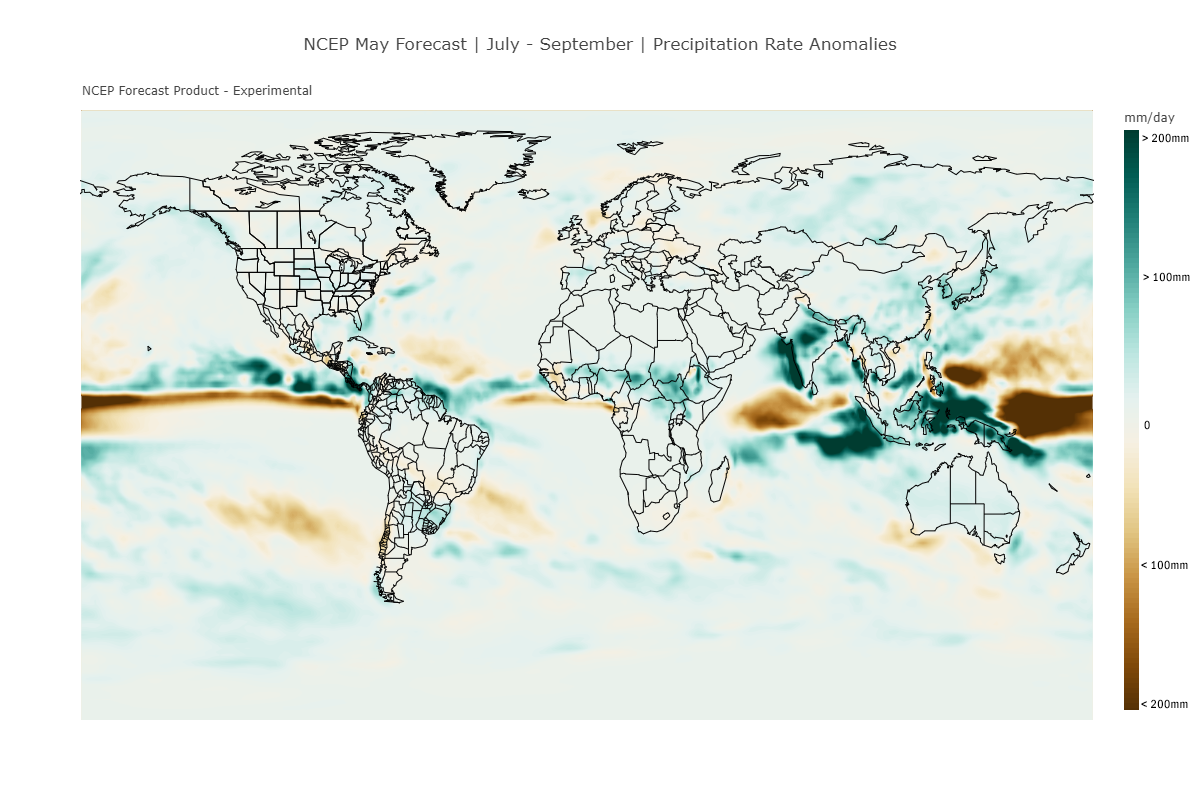 NCEP May Forecast | July - September | Precipitation Rate Anomalies
NCEP Forecast Product - Experimental
mm/day
> 200mm
> 100mm
0
< 100mm
< 200mm